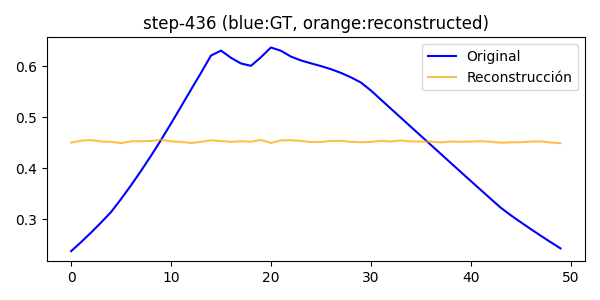 step-436 (blue:GT, orange:reconstructed)
Original
Reconstrucción
0.6
0.5
0.4
0.3
0 10 20 30 40 50